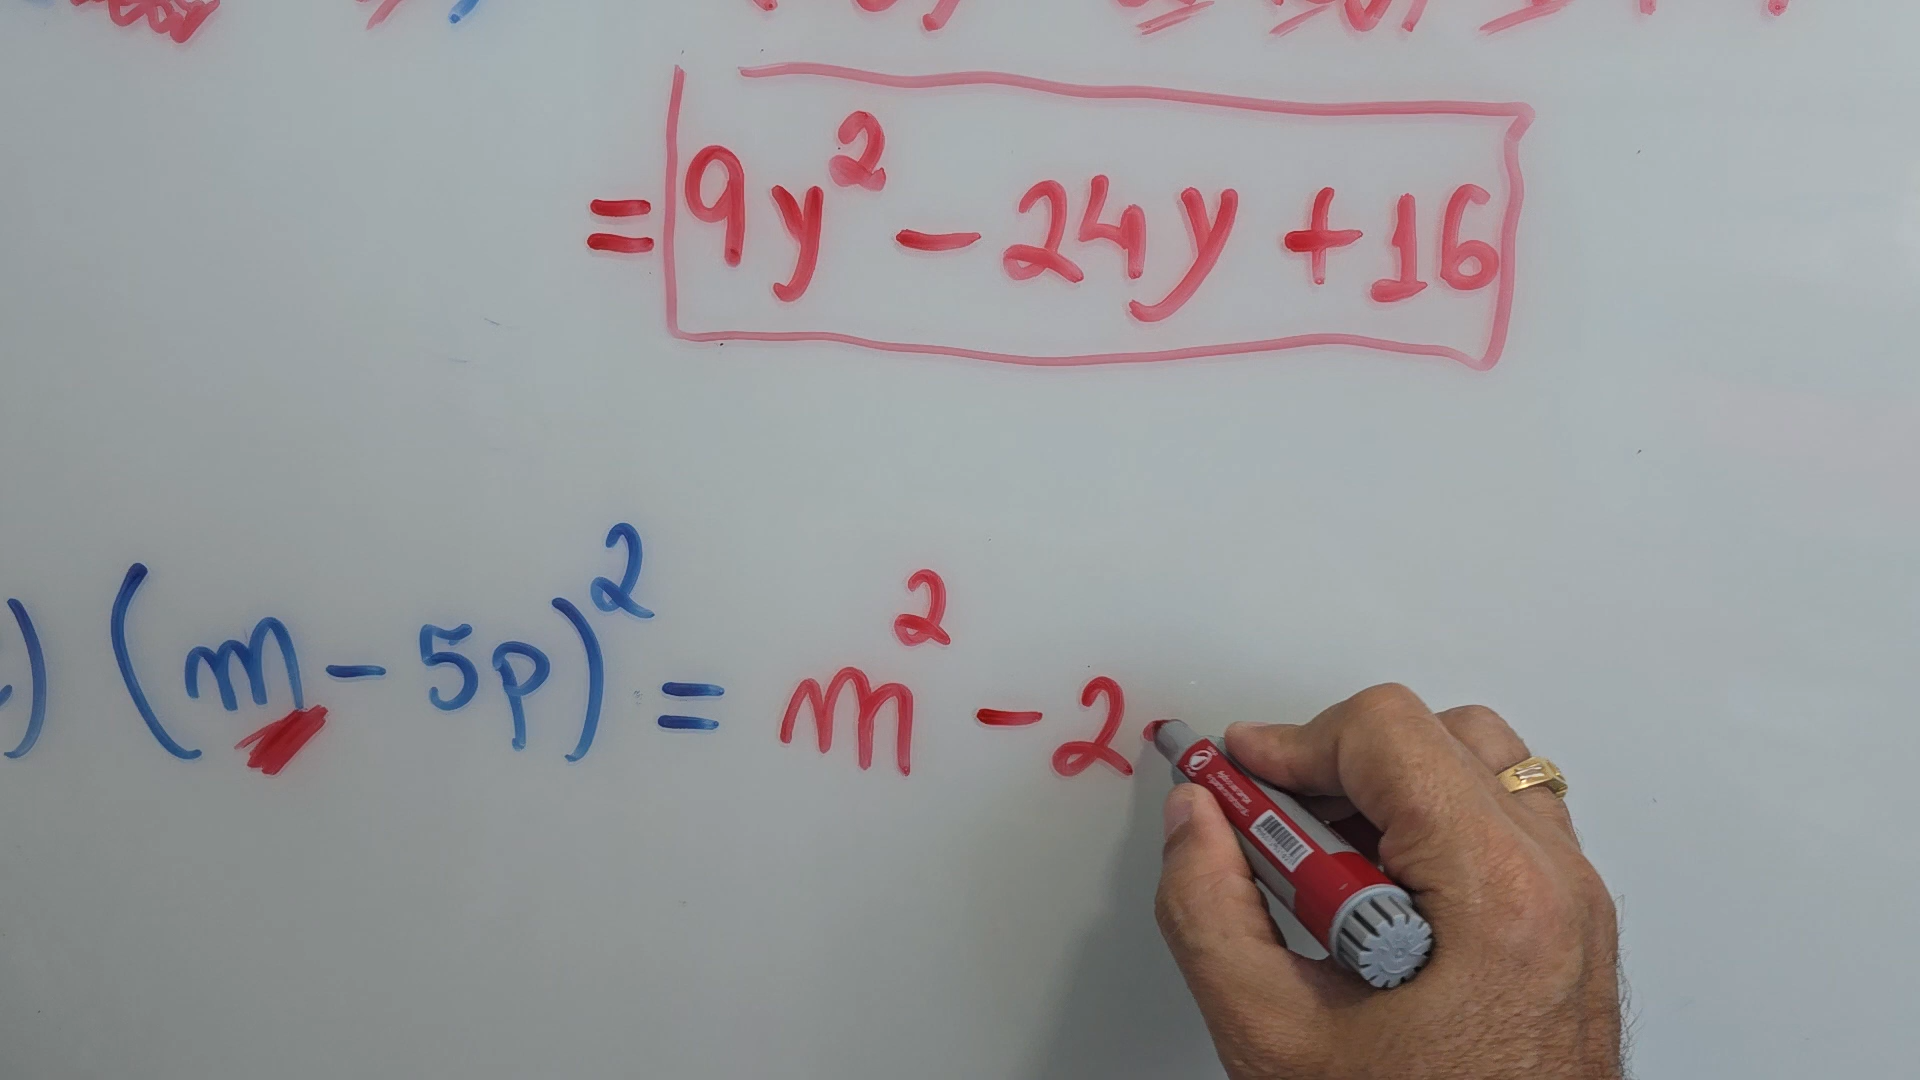 = 9y² - 24y + 16
) (m - 5p)² = m² - 2 ·